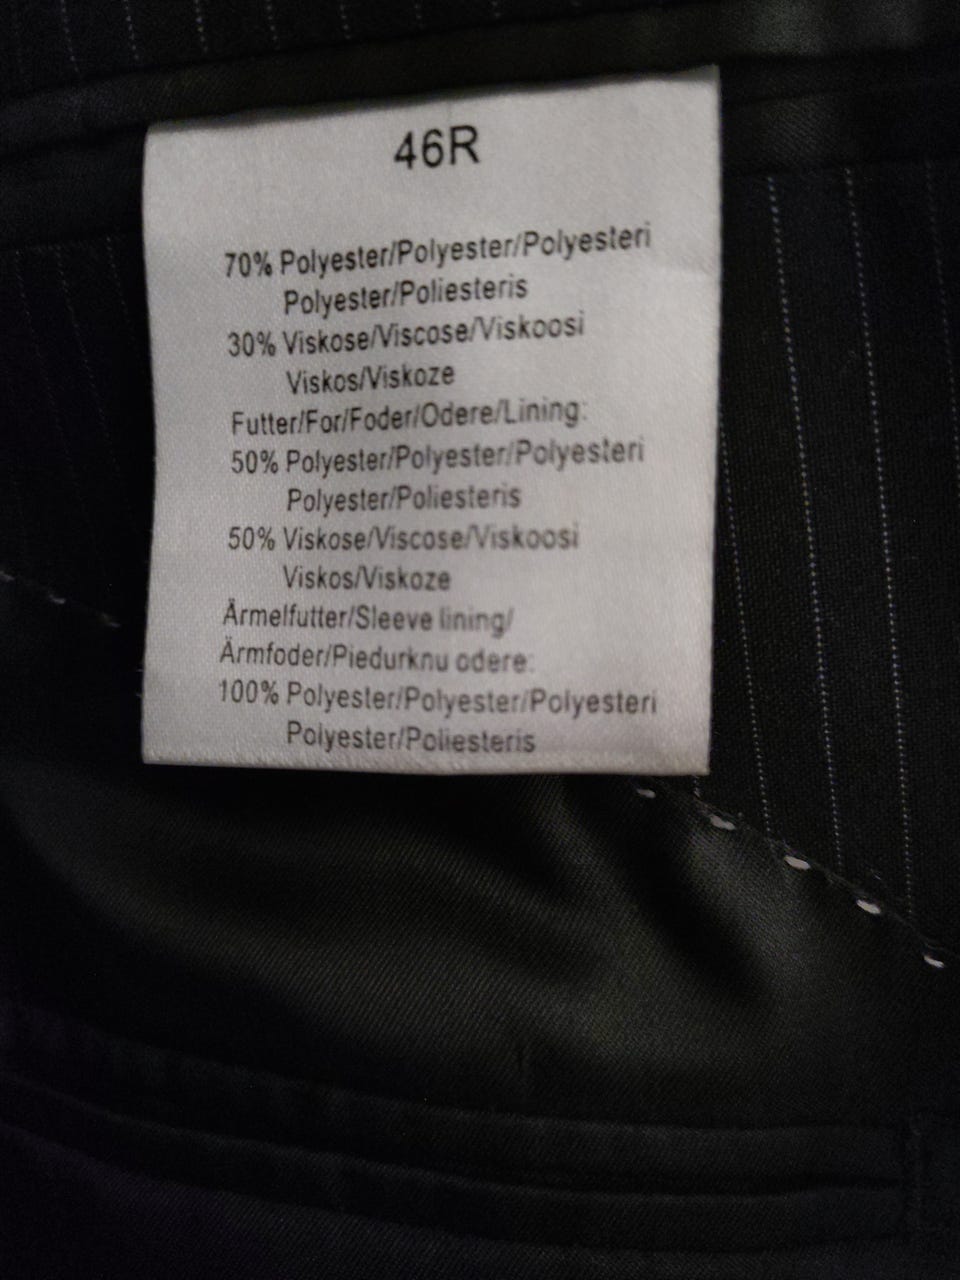 46R
70% Polyester/Polyester/Polyesteri
Polyester/Poliesteris
30% Viskose/Viscose/Viskoosi
Viskos/Viskoze
Futter/For/Foder/Odere/Lining:
50% Polyester/Polyester/Polyesteri
Polyester/Poliesteris
50% Viskose/Viscose/Viskoosi
Viskos/Viskoze
Ärmelfutter/Sleeve lining/
Ärmfoder/Piedurknu odere:
100% Polyester/Polyester/Polyesteri
Polyester/Poliesteris